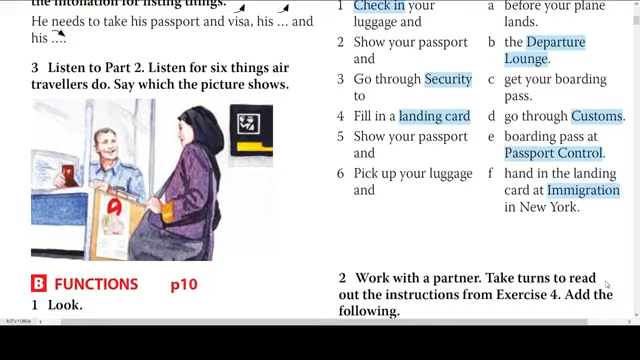 the intonation for listing things.
He needs to take his passport and visa, his ... and
his ....
3 Listen to Part 2. Listen for six things air
travellers do. Say which the picture shows.
B FUNCTIONS p10
1 Look.
1 Check in your
luggage and
2 Show your passport
and
3 Go through Security
to
4 Fill in a landing card
5 Show your passport
and
6 Pick up your luggage
and
a before your plane
lands.
b the Departure
Lounge.
c get your boarding
pass.
d go through Customs.
e boarding pass at
Passport Control.
f hand in the landing
card at Immigration
in New York.
2 Work with a partner. Take turns to read
out the instructions from Exercise 4. Add the
following.